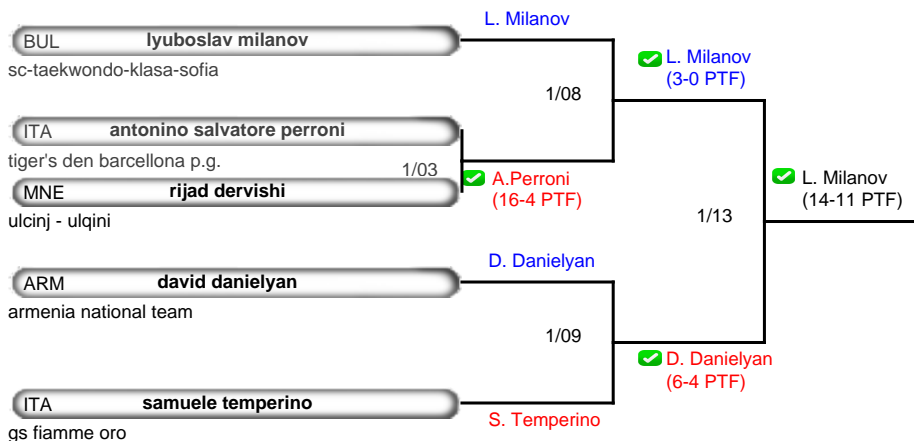 L. Milanov
BUL lyuboslav milanov
sc-taekwondo-klasa-sofia
L. Milanov
(3-0 PTF)
1/08
ITA antonino salvatore perroni
tiger's den barcellona p.g.
1/03
A.Perroni
(16-4 PTF)
MNE rijad dervishi
ulcinj - ulqini
L. Milanov
(14-11 PTF)
1/13
D. Danielyan
ARM david danielyan
armenia national team
1/09
D. Danielyan
(6-4 PTF)
ITA samuele temperino
S. Temperino
gs fiamme oro